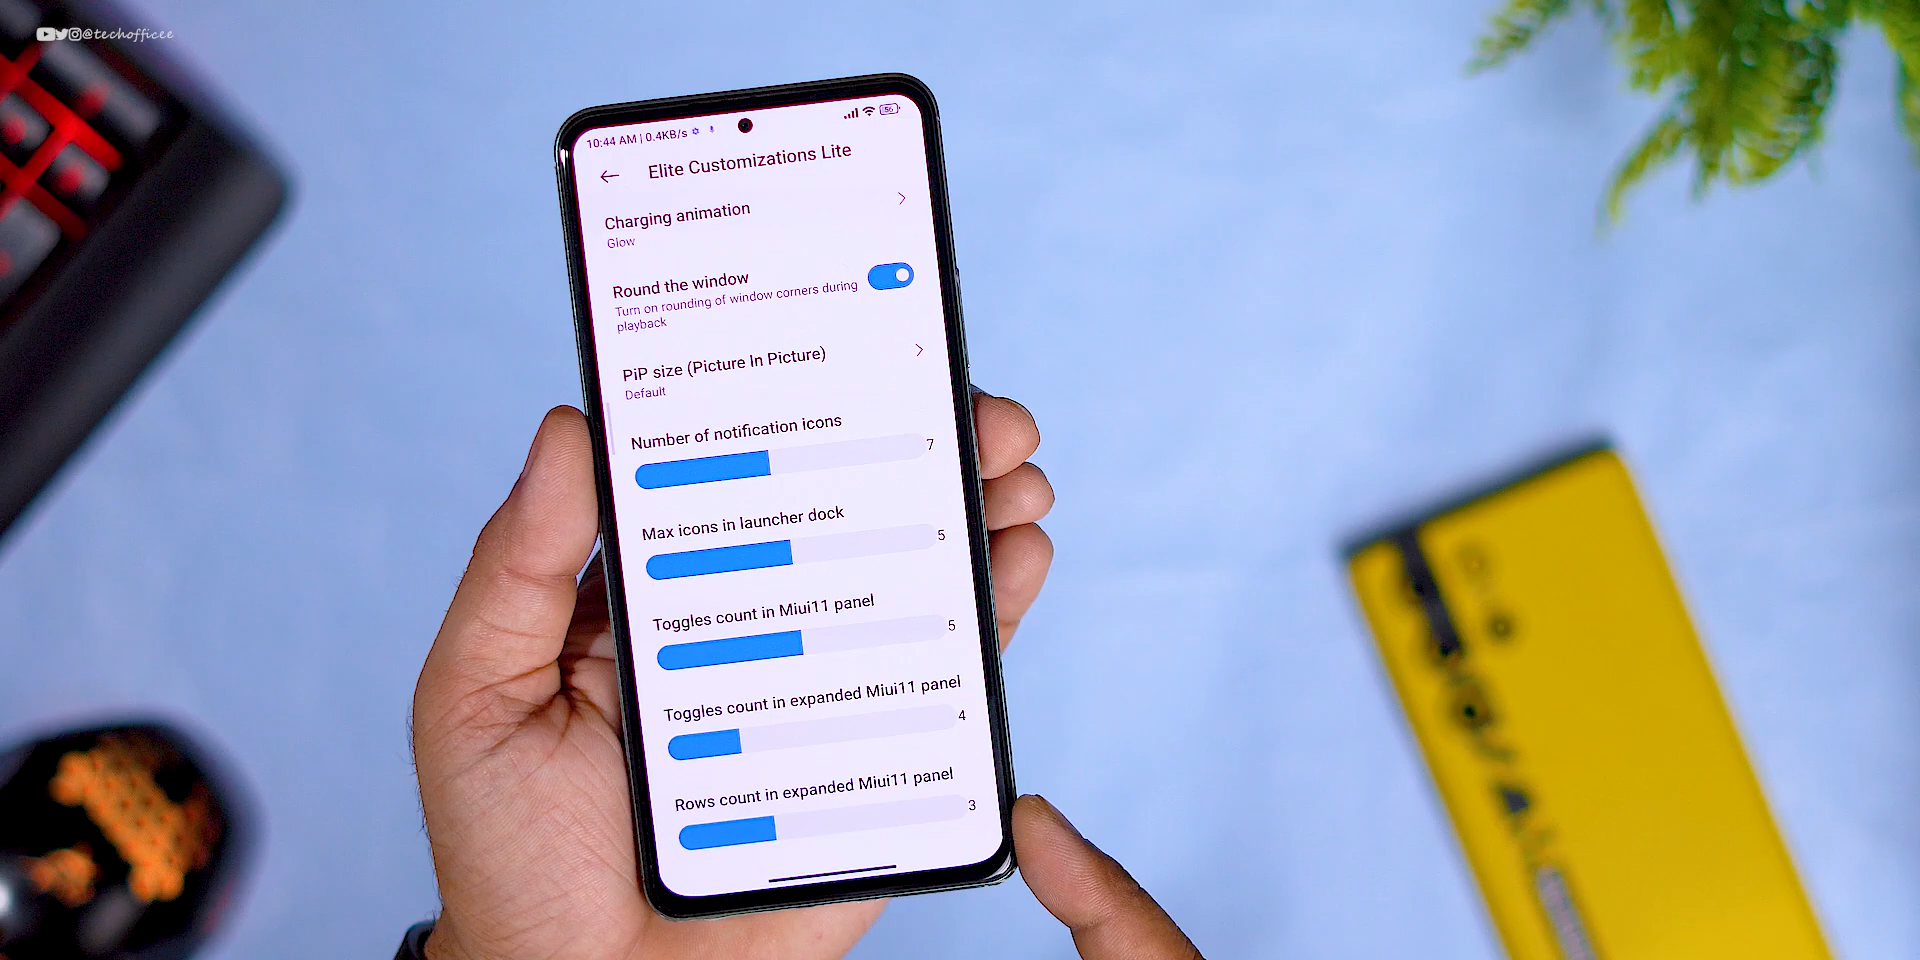 @techofficee
10:44 AM | 0.4KB/s
56
Elite Customizations Lite
Charging animation
Glow
Round the window
Turn on rounding of window corners during
playback
PiP size (Picture In Picture)
Default
Number of notification icons
7
Max icons in launcher dock
5
Toggles count in Miui11 panel
5
Toggles count in expanded Miui11 panel
4
Rows count in expanded Miui11 panel
3